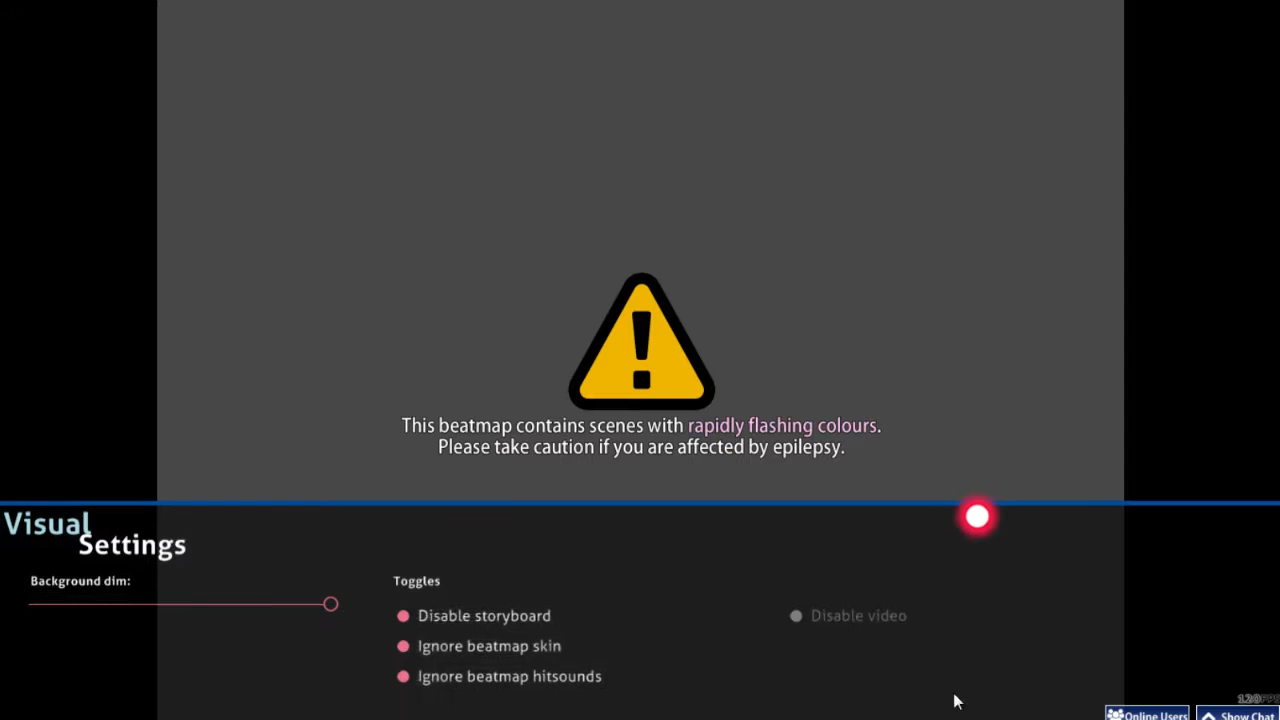 This beatmap contains scenes with rapidly flashing colours.
Please take caution if you are affected by epilepsy.
Visual
Settings
Background dim:
Toggles
Disable storyboard
Disable video
Ignore beatmap skin
Ignore beatmap hitsounds
120FPS
Online Users
Show Chat